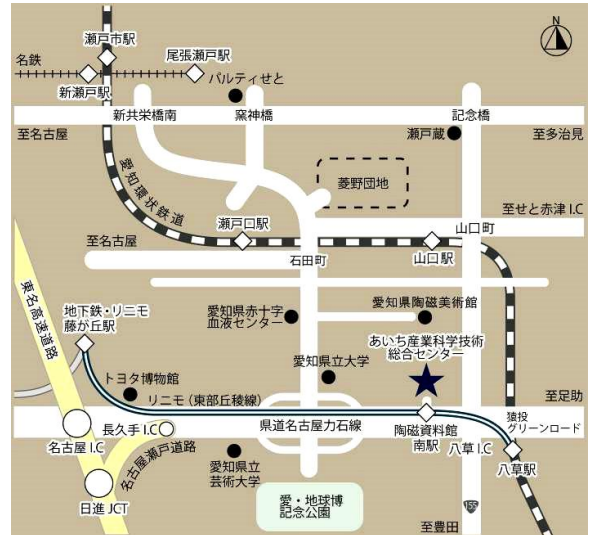 N
瀬戸市駅
尾張瀬戸駅
名鉄
新瀬戸駅
パルティせと
新共栄橋南
窯神橋
記念橋
至名古屋
瀬戸蔵
至多治見
愛知環状鉄道
菱野団地
至せと赤津 I.C
瀬戸口駅
山口町
至名古屋
石田町
山口駅
東名高速道路
地下鉄・リニモ
藤が丘駅
愛知県赤十字
血液センター
愛知県陶磁美術館
あいち産業科学技術
総合センター
愛知県立大学
トヨタ博物館
リニモ（東部丘稜線）
至足助
猿投
グリーンロード
長久手 I.C
県道名古屋力石線
陶磁資料館
南駅
八草 I.C
名古屋 I.C
名古屋瀬戸道路
愛知県立
芸術大学
八草駅
日進 JCT
愛・地球博
記念公園
155
至豊田